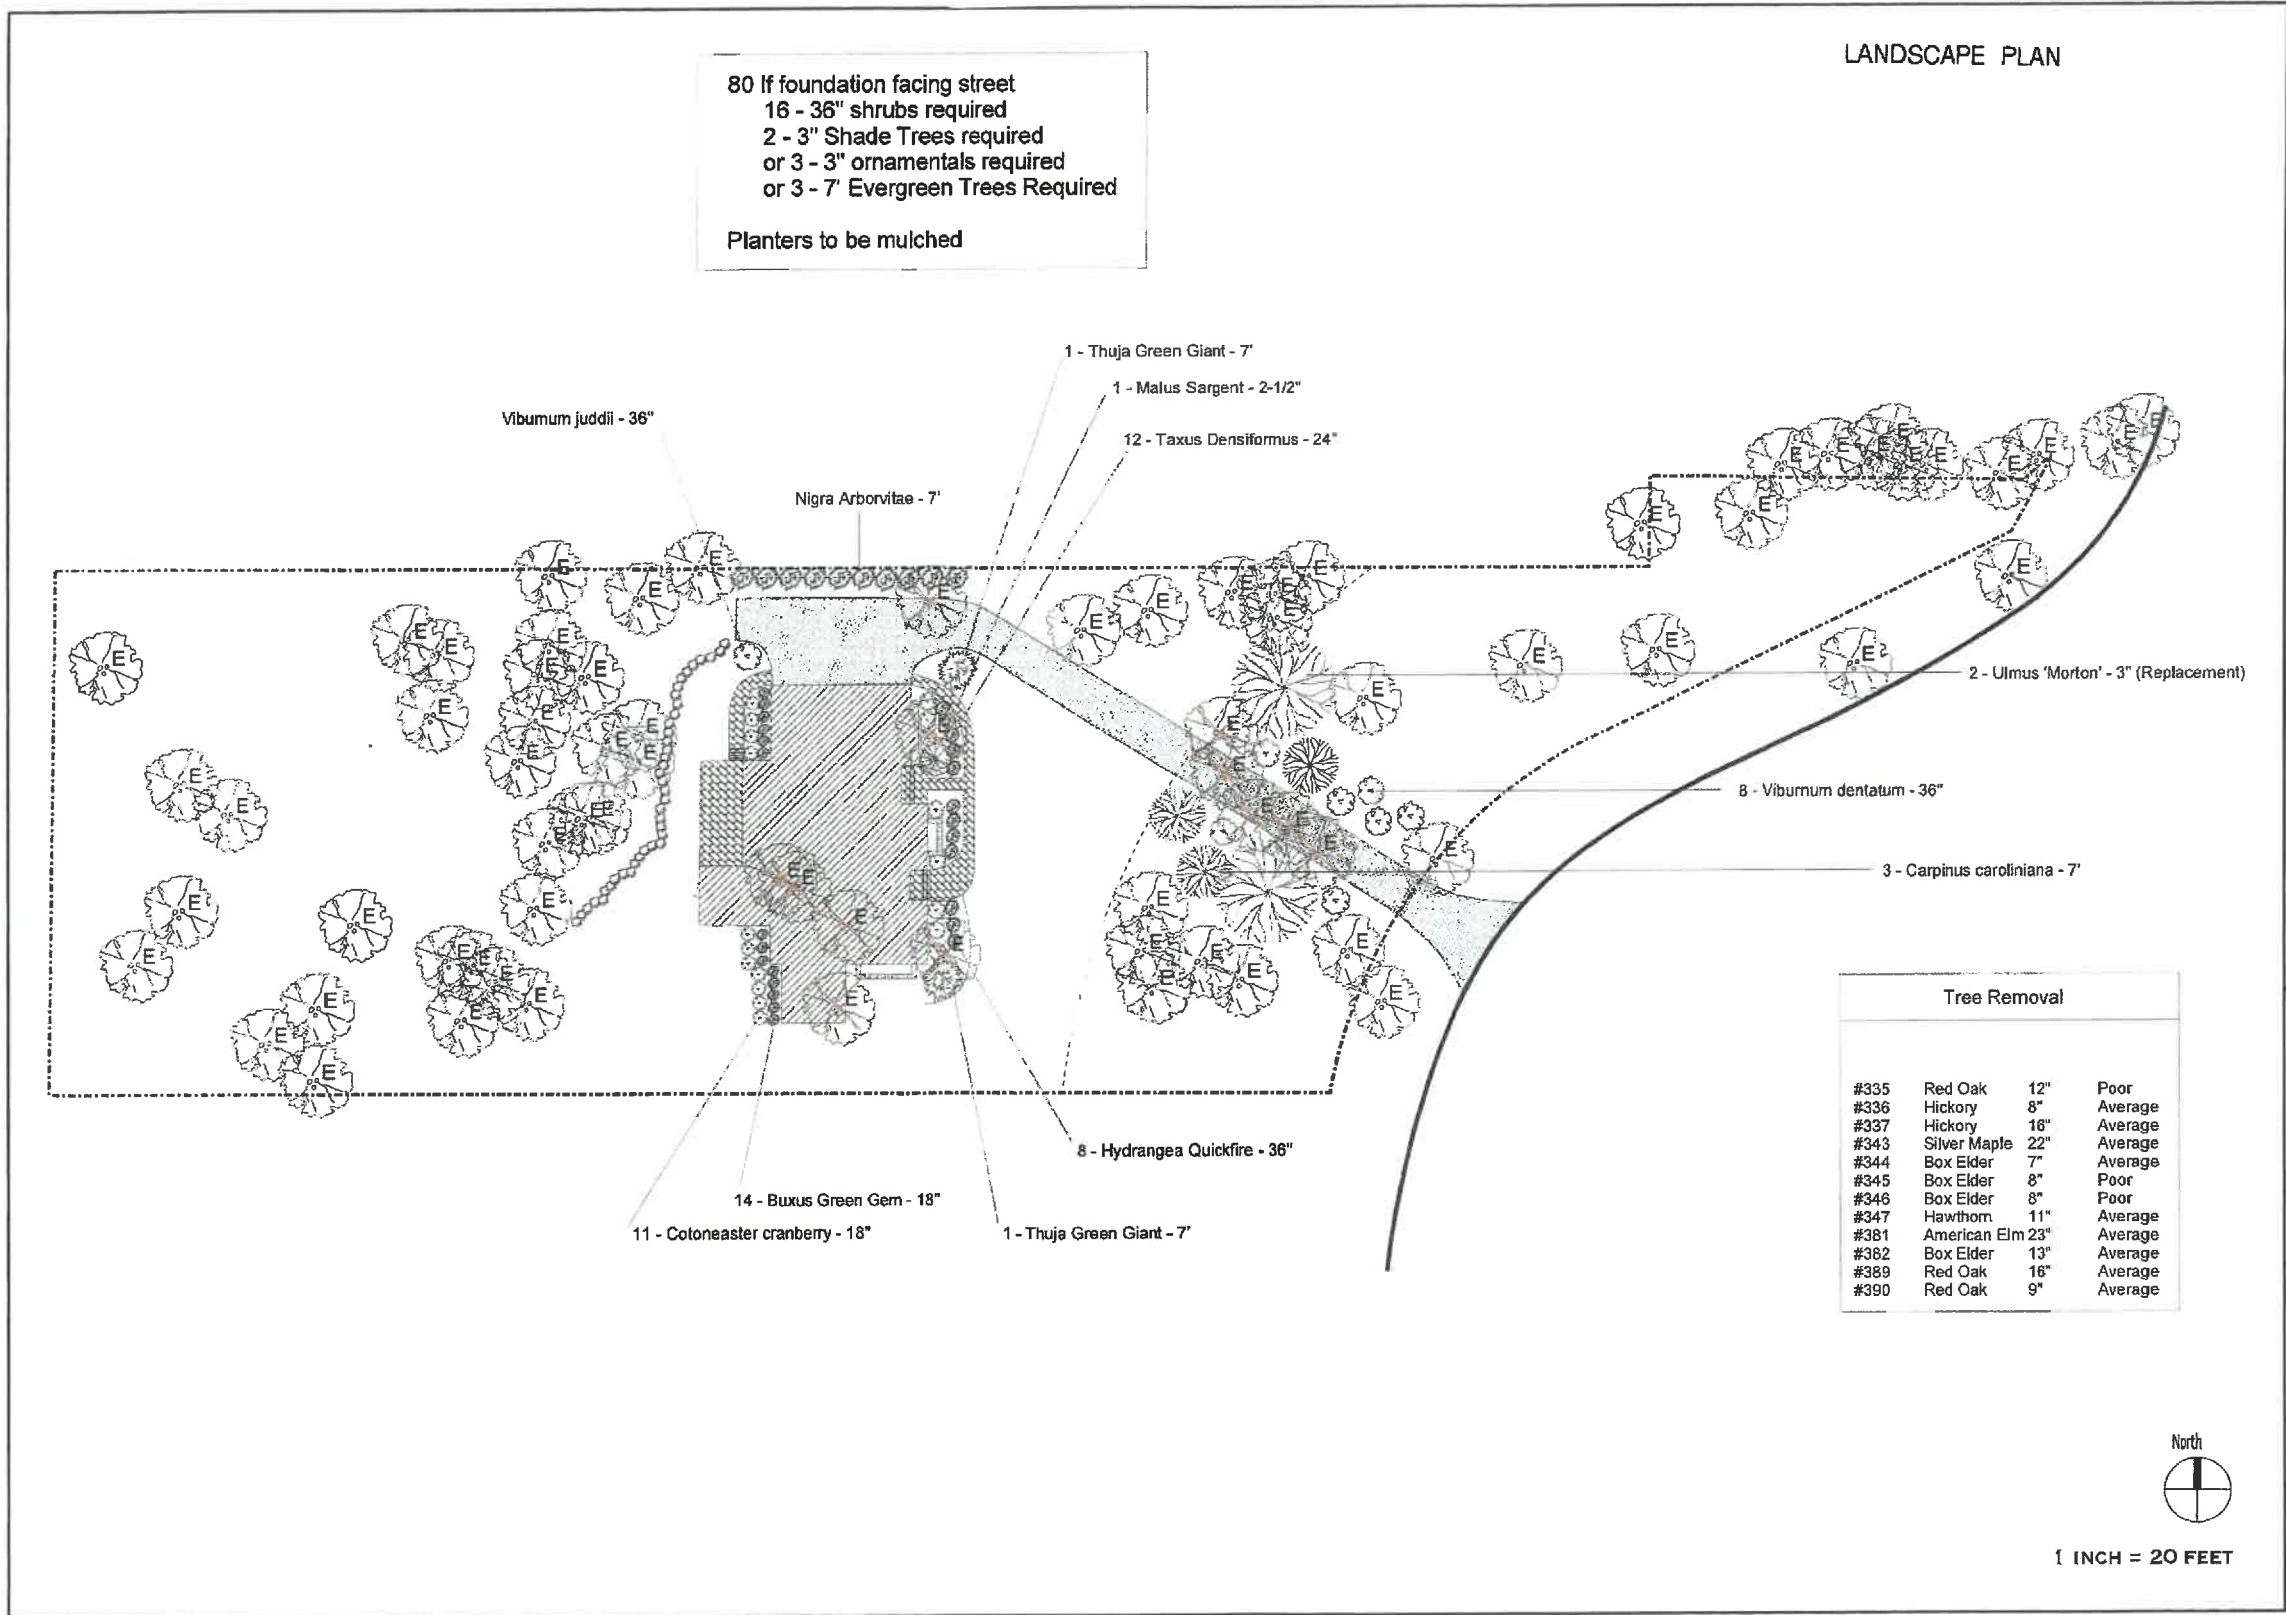 LANDSCAPE PLAN
80 lf foundation facing street
16 - 36" shrubs required
2 - 3" Shade Trees required
or 3 - 3" ornamentals required
or 3 - 7' Evergreen Trees Required
Planters to be mulched
1 - Thuja Green Giant - 7'
1 - Malus Sargent - 2-1/2"
Viburnum juddii - 36"
12 - Taxus Densiformus - 24"
Nigra Arborvitae - 7'
2 - Ulmus 'Morton' - 3" (Replacement)
8 - Viburnum dentatum - 36"
3 - Carpinus caroliniana - 7'
8 - Hydrangea Quickfire - 36"
14 - Buxus Green Gem - 18"
11 - Cotoneaster cranberry - 18"
1 - Thuja Green Giant - 7'
Tree Removal
#335 Red Oak 12" Poor
#336 Hickory 8" Average
#337 Hickory 16" Average
#343 Silver Maple 22" Average
#344 Box Elder 7" Average
#345 Box Elder 8" Poor
#346 Box Elder 8" Poor
#347 Hawthorn 11" Average
#381 American Elm 23" Average
#382 Box Elder 13" Average
#389 Red Oak 16" Average
#390 Red Oak 9" Average
North
1 INCH = 20 FEET